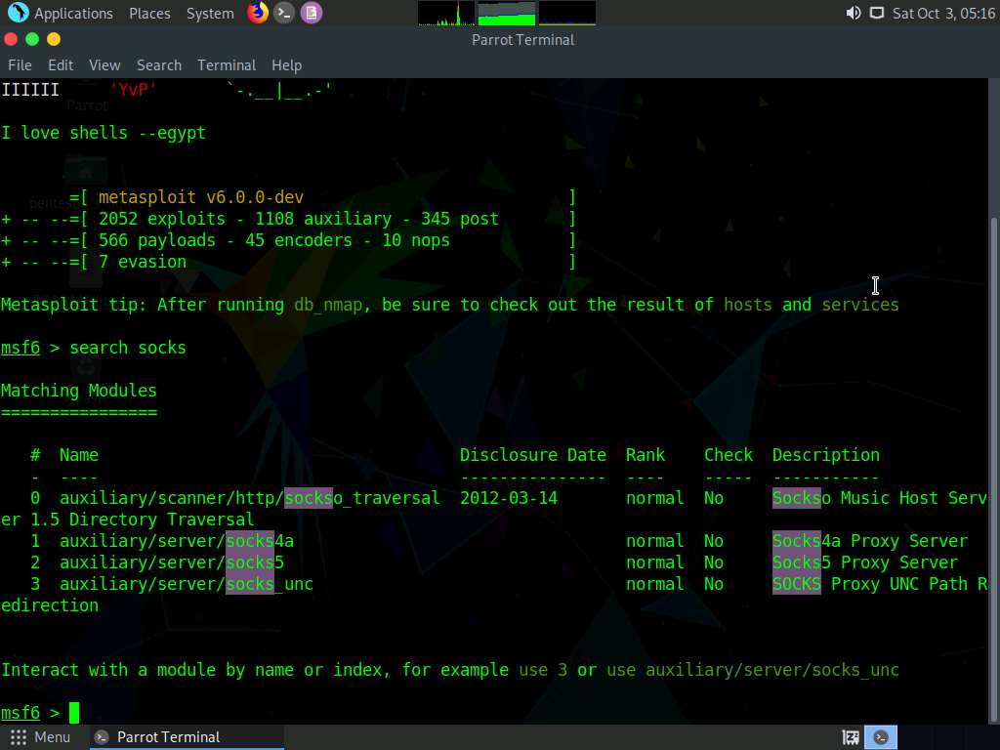 Applications Places System Sat Oct 3, 05:16
Parrot Terminal
File Edit View Search Terminal Help
IIIIII 'YvP' `-.__|__.-'
Parrot
I love shells --egypt
=[ metasploit v6.0.0-dev ]
+ -- --=[ 2052 exploits - 1108 auxiliary - 345 post ]
+ -- --=[ 566 payloads - 45 encoders - 10 nops ]
+ -- --=[ 7 evasion ]
Metasploit tip: After running db_nmap, be sure to check out the result of hosts and services
msf6 > search socks
Matching Modules
================
# Name Disclosure Date Rank Check Description
- ---- --------------- ---- ----- -----------
0 auxiliary/scanner/http/sockso_traversal 2012-03-14 normal No Sockso Music Host Serv
er 1.5 Directory Traversal
1 auxiliary/server/socks4a normal No Socks4a Proxy Server
2 auxiliary/server/socks5 normal No Socks5 Proxy Server
3 auxiliary/server/socks_unc normal No SOCKS Proxy UNC Path R
edirection
Interact with a module by name or index, for example use 3 or use auxiliary/server/socks_unc
msf6 >
Menu Parrot Terminal